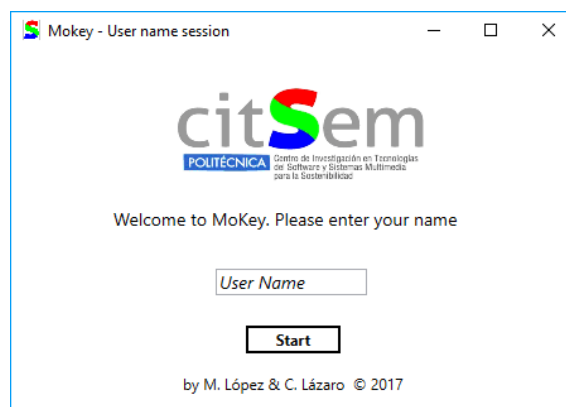 Mokey - User name session
citSem
POLITÉCNICA
Centro de Investigación en Tecnologías
del Software y Sistemas Multimedia
para la Sostenibilidad
Welcome to MoKey. Please enter your name
User Name
Start
by M. López & C. Lázaro © 2017